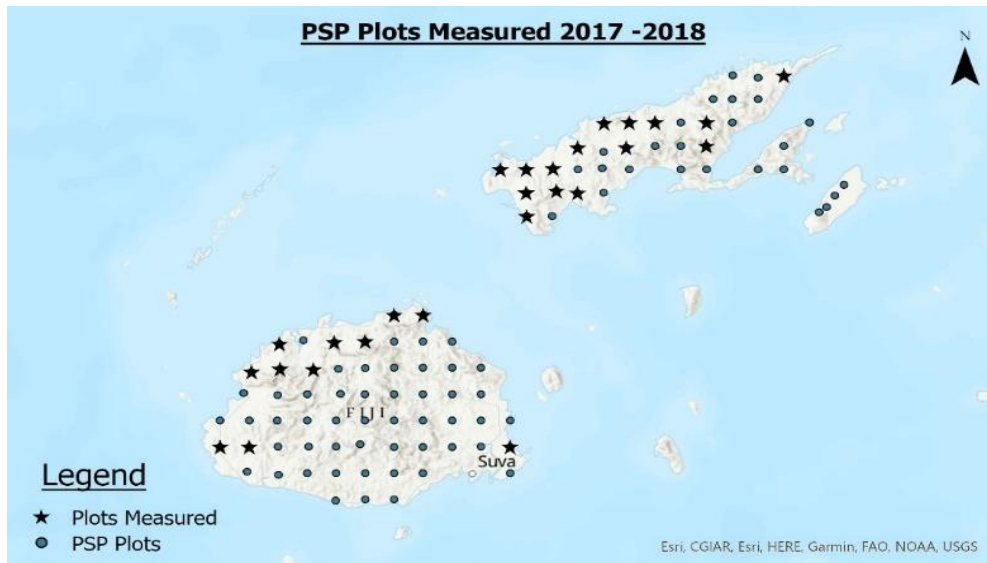 PSP Plots Measured 2017 -2018
N
FIJI
Suva
Legend
Plots Measured
PSP Plots
Esri, CGIAR, Esri, HERE, Garmin, FAO, NOAA, USGS